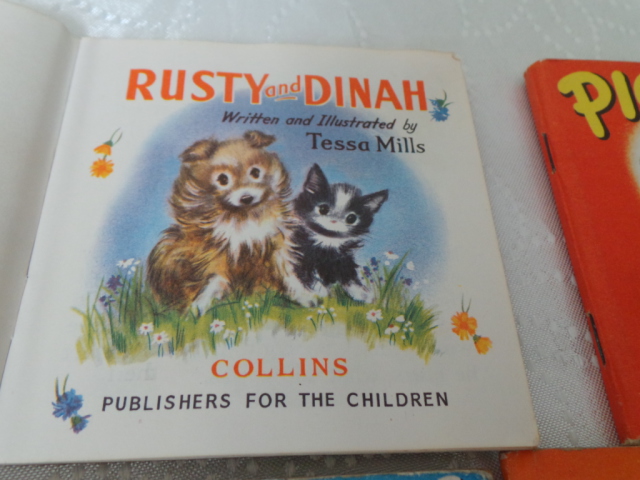 RUSTY and DINAH
Written and Illustrated by
Tessa Mills
COLLINS
PUBLISHERS FOR THE CHILDREN